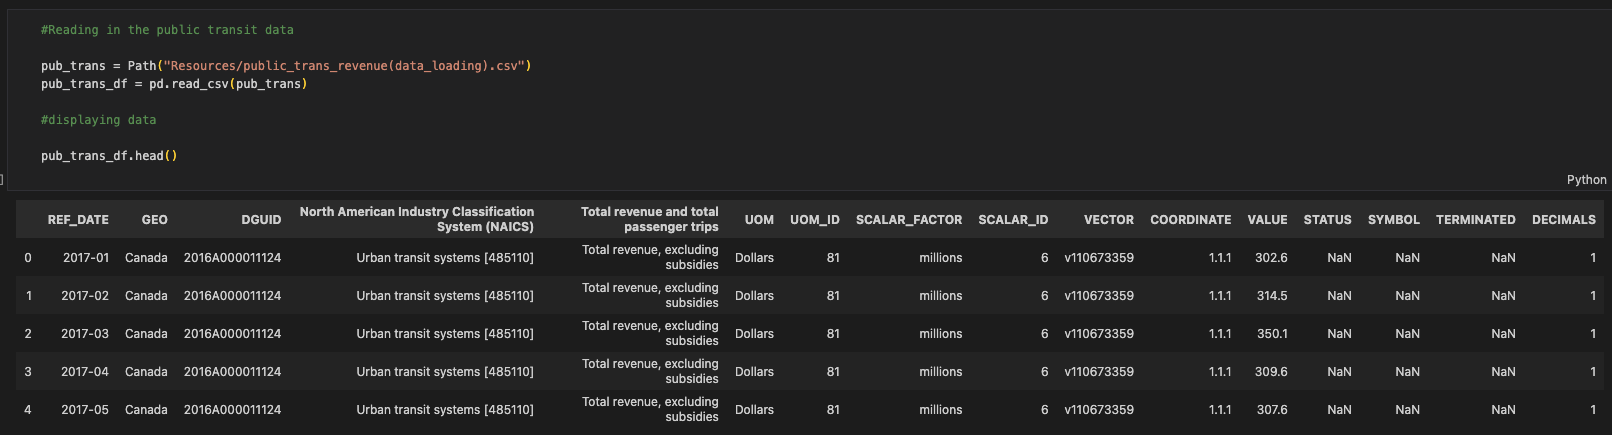 #Reading in the public transit data
pub_trans = Path("Resources/public_trans_revenue(data_loading).csv")
pub_trans_df = pd.read_csv(pub_trans)
#displaying data
pub_trans_df.head()
]
Python
REF_DATE GEO DGUID North American Industry Classification System (NAICS) Total revenue and total passenger trips UOM UOM_ID SCALAR_FACTOR SCALAR_ID VECTOR COORDINATE VALUE STATUS SYMBOL TERMINATED DECIMALS
0 2017-01 Canada 2016A000011124 Urban transit systems [485110] Total revenue, excluding subsidies Dollars 81 millions 6 v110673359 1.1.1 302.6 NaN NaN NaN 1
1 2017-02 Canada 2016A000011124 Urban transit systems [485110] Total revenue, excluding subsidies Dollars 81 millions 6 v110673359 1.1.1 314.5 NaN NaN NaN 1
2 2017-03 Canada 2016A000011124 Urban transit systems [485110] Total revenue, excluding subsidies Dollars 81 millions 6 v110673359 1.1.1 350.1 NaN NaN NaN 1
3 2017-04 Canada 2016A000011124 Urban transit systems [485110] Total revenue, excluding subsidies Dollars 81 millions 6 v110673359 1.1.1 309.6 NaN NaN NaN 1
4 2017-05 Canada 2016A000011124 Urban transit systems [485110] Total revenue, excluding subsidies Dollars 81 millions 6 v110673359 1.1.1 307.6 NaN NaN NaN 1